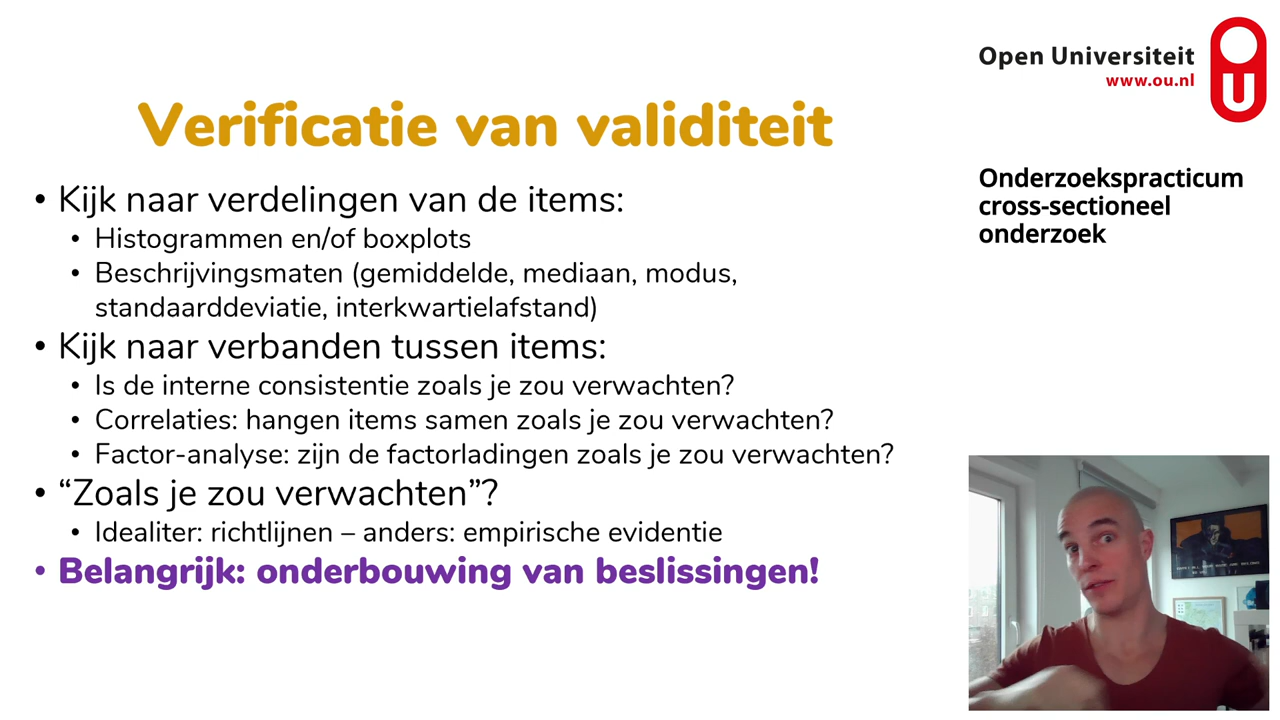 Open Universiteit
www.ou.nl
Verificatie van validiteit
Onderzoekspracticum
cross-sectioneel
onderzoek
• Kijk naar verdelingen van de items:
• Histogrammen en/of boxplots
• Beschrijvingsmaten (gemiddelde, mediaan, modus,
standaarddeviatie, interkwartielafstand)
• Kijk naar verbanden tussen items:
• Is de interne consistentie zoals je zou verwachten?
• Correlaties: hangen items samen zoals je zou verwachten?
• Factor-analyse: zijn de factorladingen zoals je zou verwachten?
• “Zoals je zou verwachten”?
• Idealiter: richtlijnen – anders: empirische evidentie
• Belangrijk: onderbouwing van beslissingen!